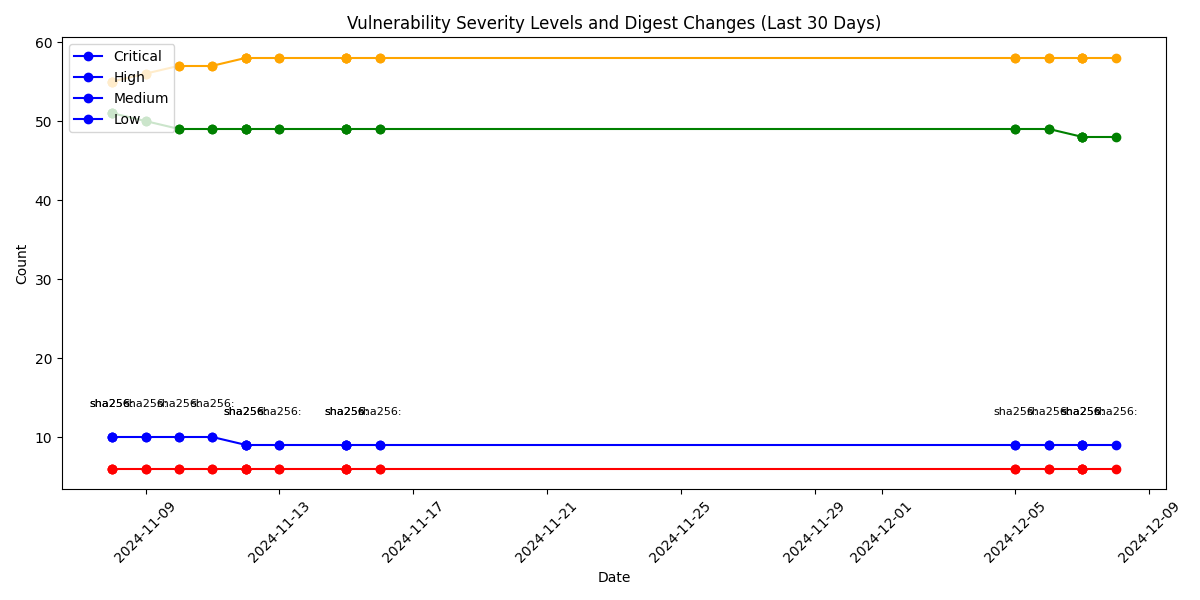 Vulnerability Severity Levels and Digest Changes (Last 30 Days)
60
50
40
30
20
10
Count
Critical
High
Medium
Low
sha256:
sha256:
sha256:
sha256:
sha256:
sha256:
sha256:
sha256:
sha256:
sha256:
sha256:
sha256:
2024-11-09
2024-11-13
2024-11-17
2024-11-21
2024-11-25
2024-11-29
2024-12-01
2024-12-05
2024-12-09
Date